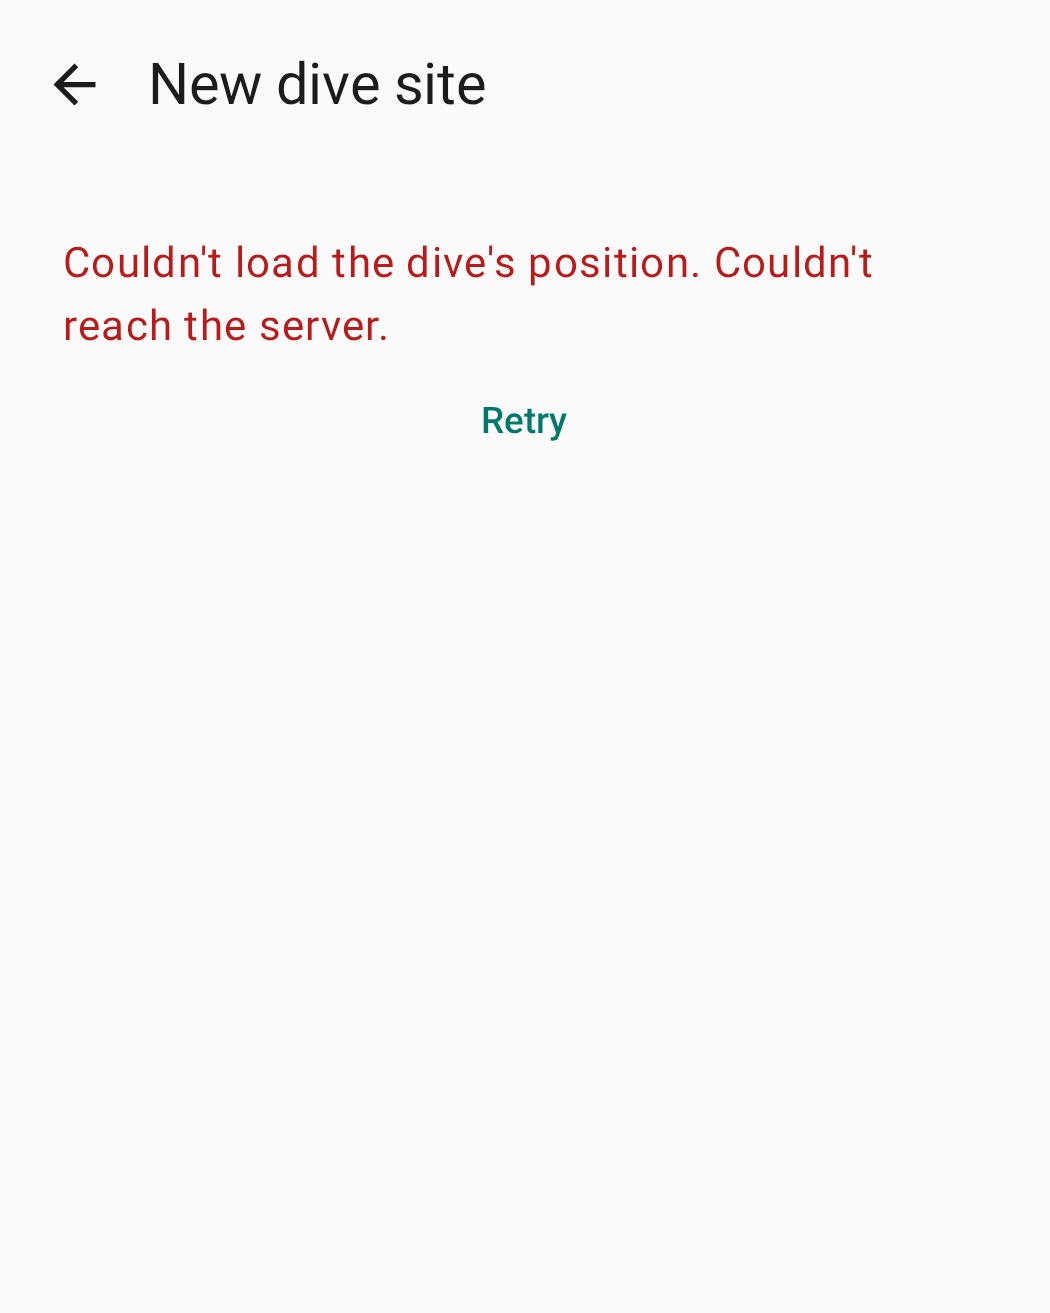 New dive site
Couldn't load the dive's position. Couldn't
reach the server.
Retry